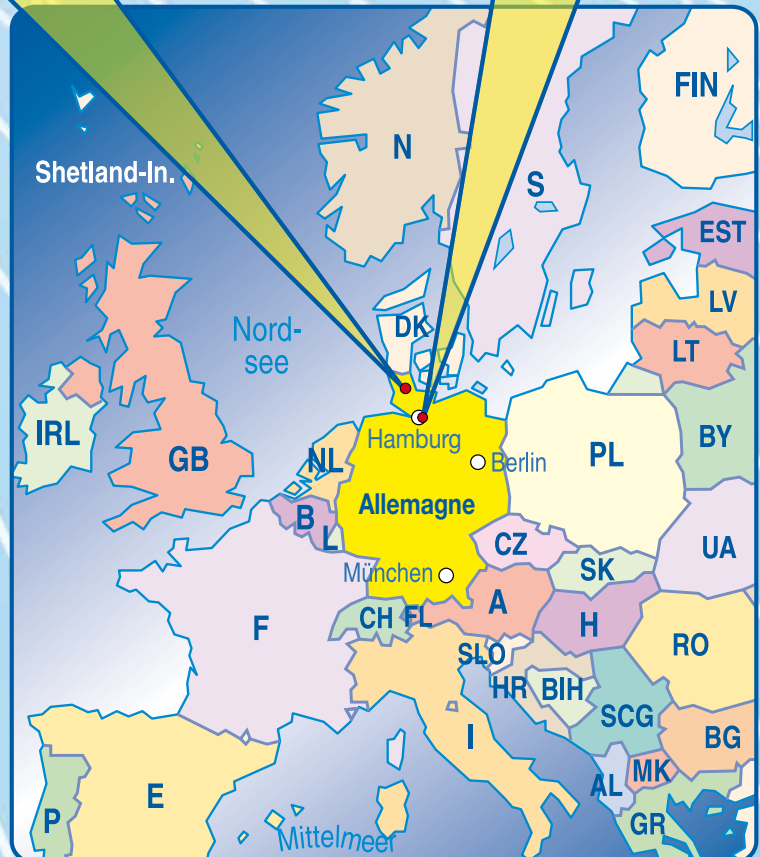 FIN
N
Shetland-In.
S
EST
LV
Nord-
see
DK
LT
IRL
GB
Hamburg
BY
NL
Berlin
PL
Allemagne
B
L
CZ
UA
München
SK
CH
FL
A
F
H
SLO
RO
HR
BIH
SCG
I
BG
MK
AL
E
P
GR
Mittelmeer